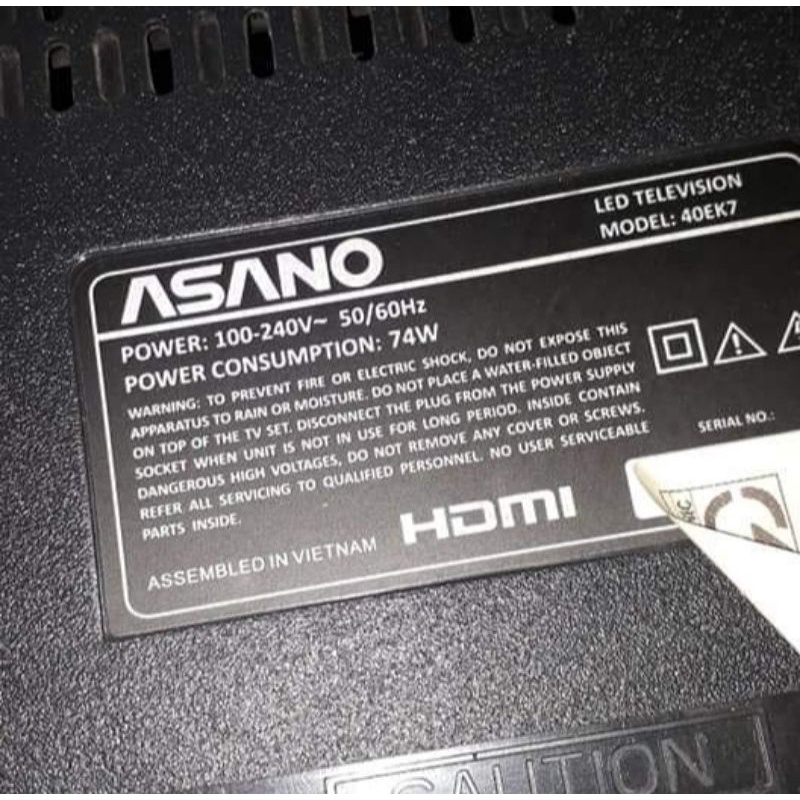 LED TELEVISION
MODEL: 40EK7
ASANO
POWER: 100-240V~ 50/60Hz
POWER CONSUMPTION: 74W
WARNING: TO PREVENT FIRE OR ELECTRIC SHOCK, DO NOT EXPOSE THIS
APPARATUS TO RAIN OR MOISTURE. DO NOT PLACE A WATER-FILLED OBJECT
ON TOP OF THE TV SET. DISCONNECT THE PLUG FROM THE POWER SUPPLY
SOCKET WHEN UNIT IS NOT IN USE FOR LONG PERIOD. INSIDE CONTAIN
DANGEROUS HIGH VOLTAGES, DO NOT REMOVE ANY COVER OR SCREWS.
REFER ALL SERVICING TO QUALIFIED PERSONNEL. NO USER SERVICEABLE
PARTS INSIDE.
SERIAL NO.:
HDMI
ASSEMBLED IN VIETNAM
CAUTION